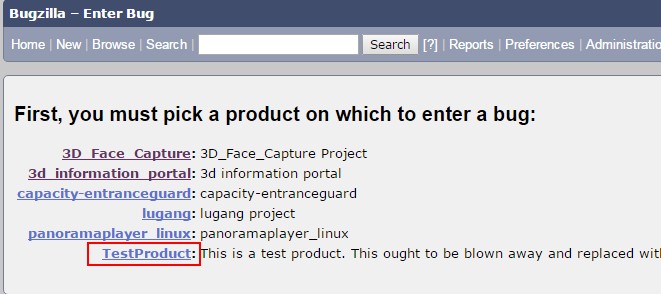 Bugzilla – Enter Bug
Home | New | Browse | Search | Search [?] | Reports | Preferences | Administratio
First, you must pick a product on which to enter a bug:
3D_Face_Capture: 3D_Face_Capture Project
3d_information_portal: 3d information portal
capacity-entranceguard: capacity-entranceguard
lugang: lugang project
panoramaplayer_linux: panoramaplayer_linux
TestProduct: This is a test product. This ought to be blown away and replaced wit